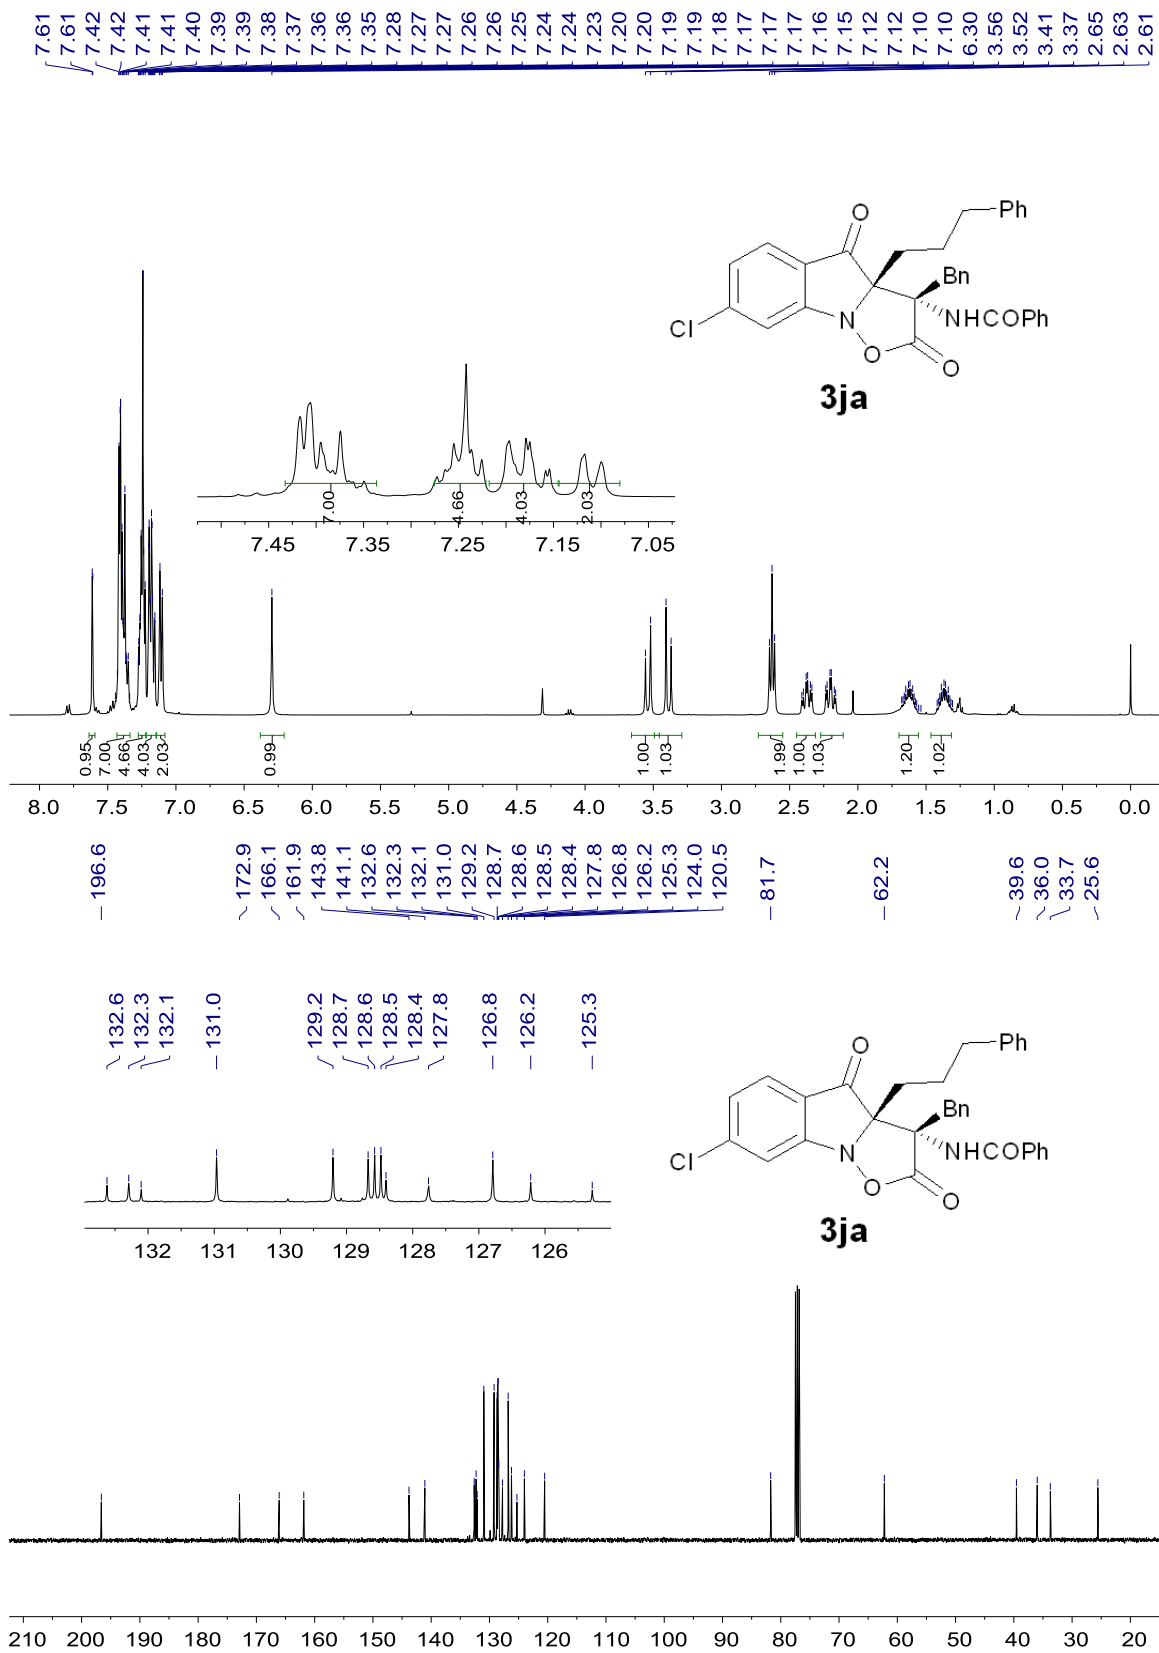 7.61 7.61 7.42 7.42 7.41 7.41 7.40 7.39 7.39 7.38 7.37 7.36 7.36 7.35 7.28 7.27 7.27 7.26 7.26 7.25 7.24 7.24 7.23 7.20 7.20 7.19 7.19 7.18 7.17 7.17 7.17 7.16 7.15 7.12 7.12 7.10 7.10 6.30 3.56 3.52 3.41 3.37 2.65 2.63 2.61
O
Ph
Bn
N
NHCOPh
Cl
O
O
3ja
7.00 4.66 4.03 2.03
7.45 7.35 7.25 7.15 7.05
0.95 7.00 4.66 4.03 2.03 0.99 1.00 1.03 1.99 1.00 1.03 1.20 1.02
8.0 7.5 7.0 6.5 6.0 5.5 5.0 4.5 4.0 3.5 3.0 2.5 2.0 1.5 1.0 0.5 0.0
196.6 172.9 166.1 161.9 143.8 141.1 132.6 132.3 132.1 131.0 129.2 128.7 128.6 128.5 128.4 127.8 126.8 126.2 125.3 124.0 120.5 81.7 62.2 39.6 36.0 33.7 25.6
132.6 132.3 132.1 131.0 129.2 128.7 128.6 128.5 128.4 127.8 126.8 126.2 125.3
O
Ph
Bn
N
NHCOPh
Cl
O
O
3ja
132 131 130 129 128 127 126
210 200 190 180 170 160 150 140 130 120 110 100 90 80 70 60 50 40 30 20